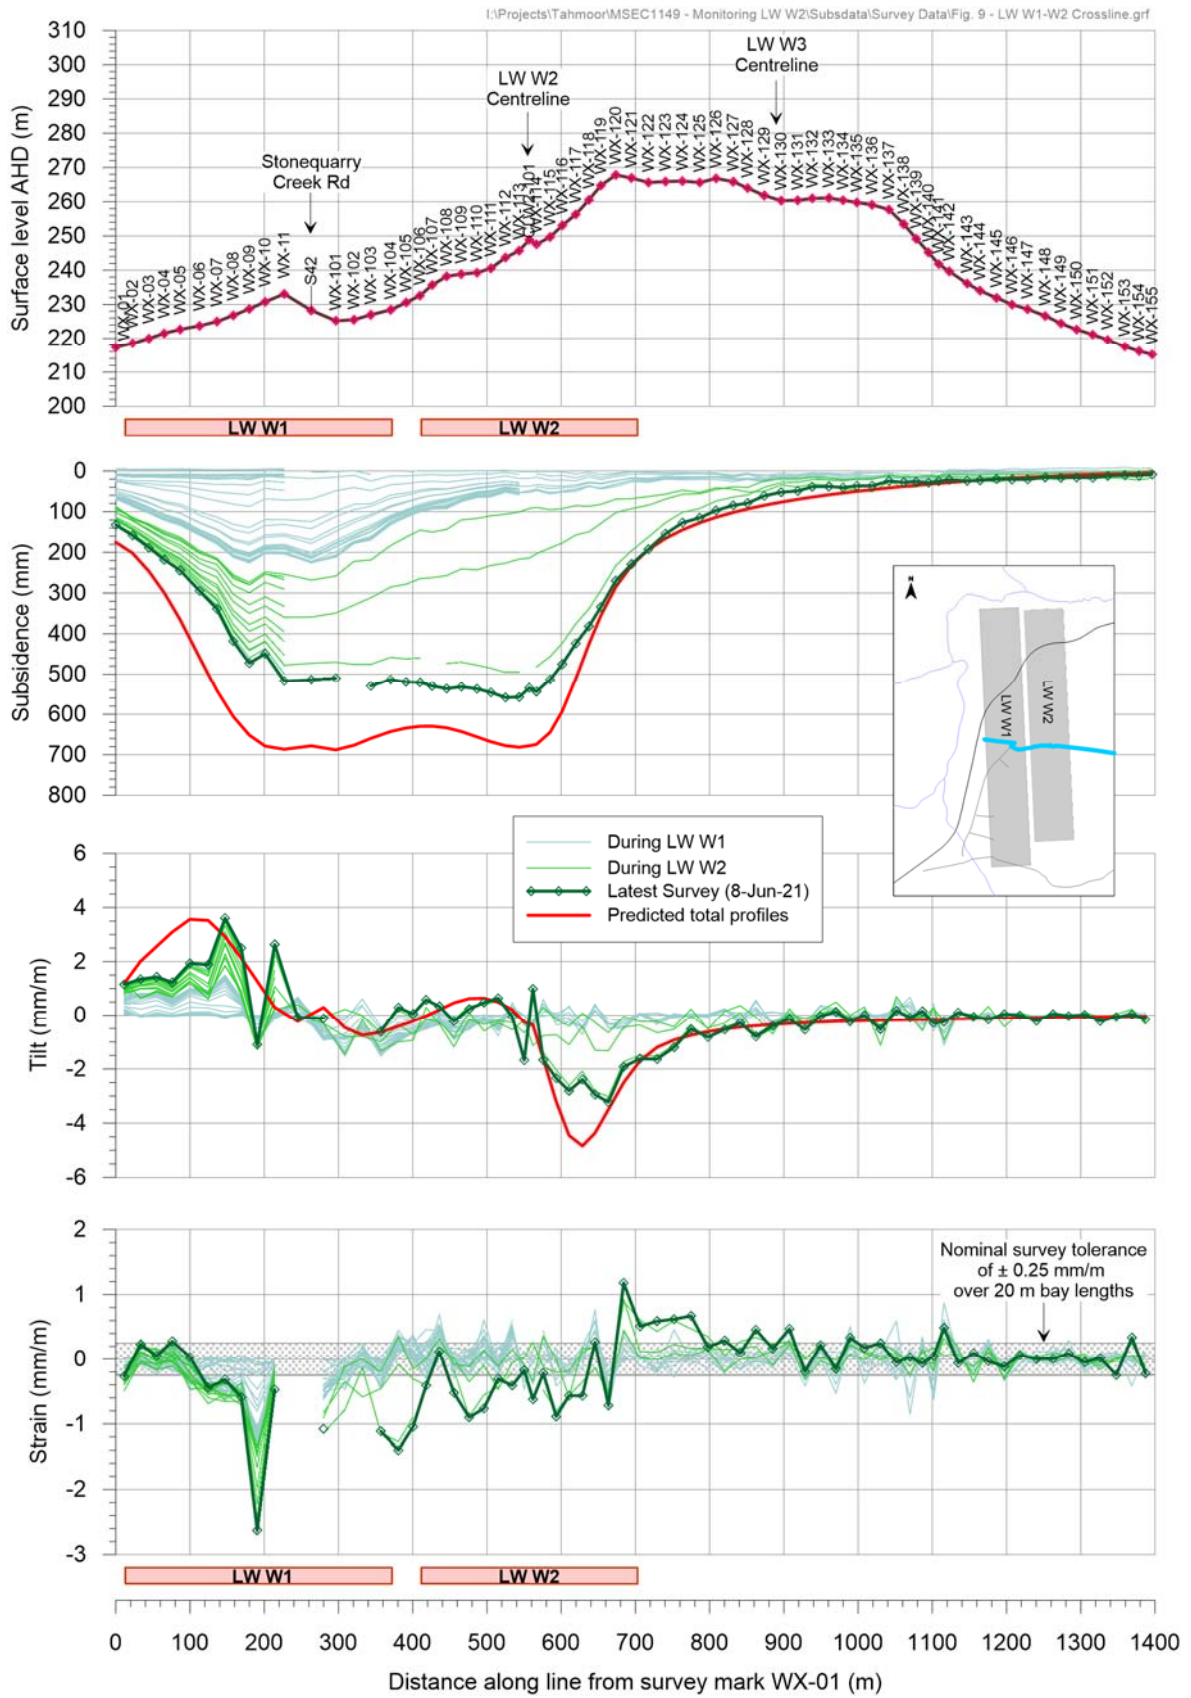 I:\Projects\Tahmoor\MSEC1149 - Monitoring LW W2\Subsdata\Survey Data\Fig. 9 - LW W1-W2 Crossline.grf
310
300
290
280
270
260
250
240
230
220
210
200
Surface level AHD (m)
LW W3
Centreline
LW W2
Centreline
Stonequarry
Creek Rd
WX-01
WX-02
WX-03
WX-04
WX-05
WX-06
WX-07
WX-08
WX-09
WX-10
WX-11
S42
WX-101
WX-102
WX-103
WX-104
WX-105
WX-106
WX-107
WX-108
WX-109
WX-110
WX-111
WX-112
WX-113
WX-114
WX-115
WX-116
WX-117
WX-118
WX-119
WX-120
WX-121
WX-122
WX-123
WX-124
WX-125
WX-126
WX-127
WX-128
WX-129
WX-130
WX-131
WX-132
WX-133
WX-134
WX-135
WX-136
WX-137
WX-138
WX-139
WX-140
WX-141
WX-142
WX-143
WX-144
WX-145
WX-146
WX-147
WX-148
WX-149
WX-150
WX-151
WX-152
WX-153
WX-154
WX-155
LW W1
LW W2
0
100
200
300
400
500
600
700
800
Subsidence (mm)
N
LW W1
LW W2
During LW W1
During LW W2
Latest Survey (8-Jun-21)
Predicted total profiles
6
4
2
0
-2
-4
-6
Tilt (mm/m)
2
1
0
-1
-2
-3
Strain (mm/m)
Nominal survey tolerance
of ± 0.25 mm/m
over 20 m bay lengths
LW W1
LW W2
0 100 200 300 400 500 600 700 800 900 1000 1100 1200 1300 1400
Distance along line from survey mark WX-01 (m)